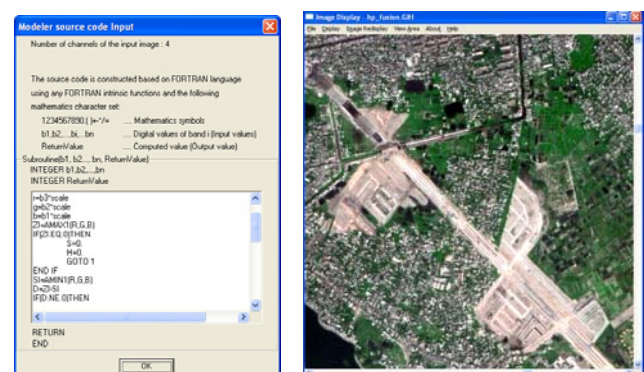 Modeler source code Input
Number of channels of the input image : 4
The source code is constructed based on FORTRAN language
using any FORTRAN intrinsic functions and the following
mathematics character set:
1234567890.( )+-*/= .... Mathematics symbols
b1,b2,...,bi,...bn .... Digital values of band i (Input values)
ReturnValue .... Computed value (Output value)
Subroutine(b1, b2..., bn, ReturnValue)
INTEGER b1,b2,...,bn
INTEGER ReturnValue
r=b3*scale
g=b2*scale
b=b1*scale
ZI=AMAX1(R,G,B)
IF(ZI.EQ.0)THEN
S=0.
H=0.
GOTO 1
END IF
SI=AMIN1(R,G,B)
D=ZI-SI
IF(D.NE.0)THEN
RETURN
END
OK
Image Display - hp_fusion.GIH
File Display Image Redisplay View Area About Help